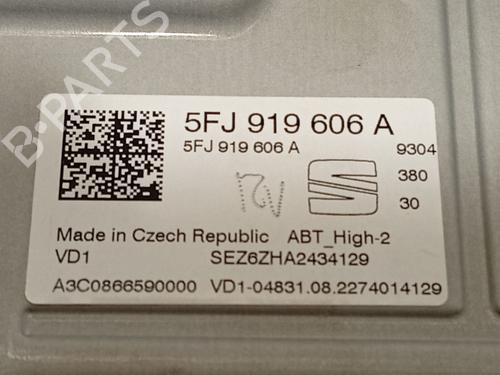 B-PARTS
5FJ 919 606 A
5FJ 919 606 A
9304
380
30
Made in Czech Republic ABT_High-2
VD1 SEZ6ZHA2434129
A3C0866590000 VD1-04831.08.2274014129